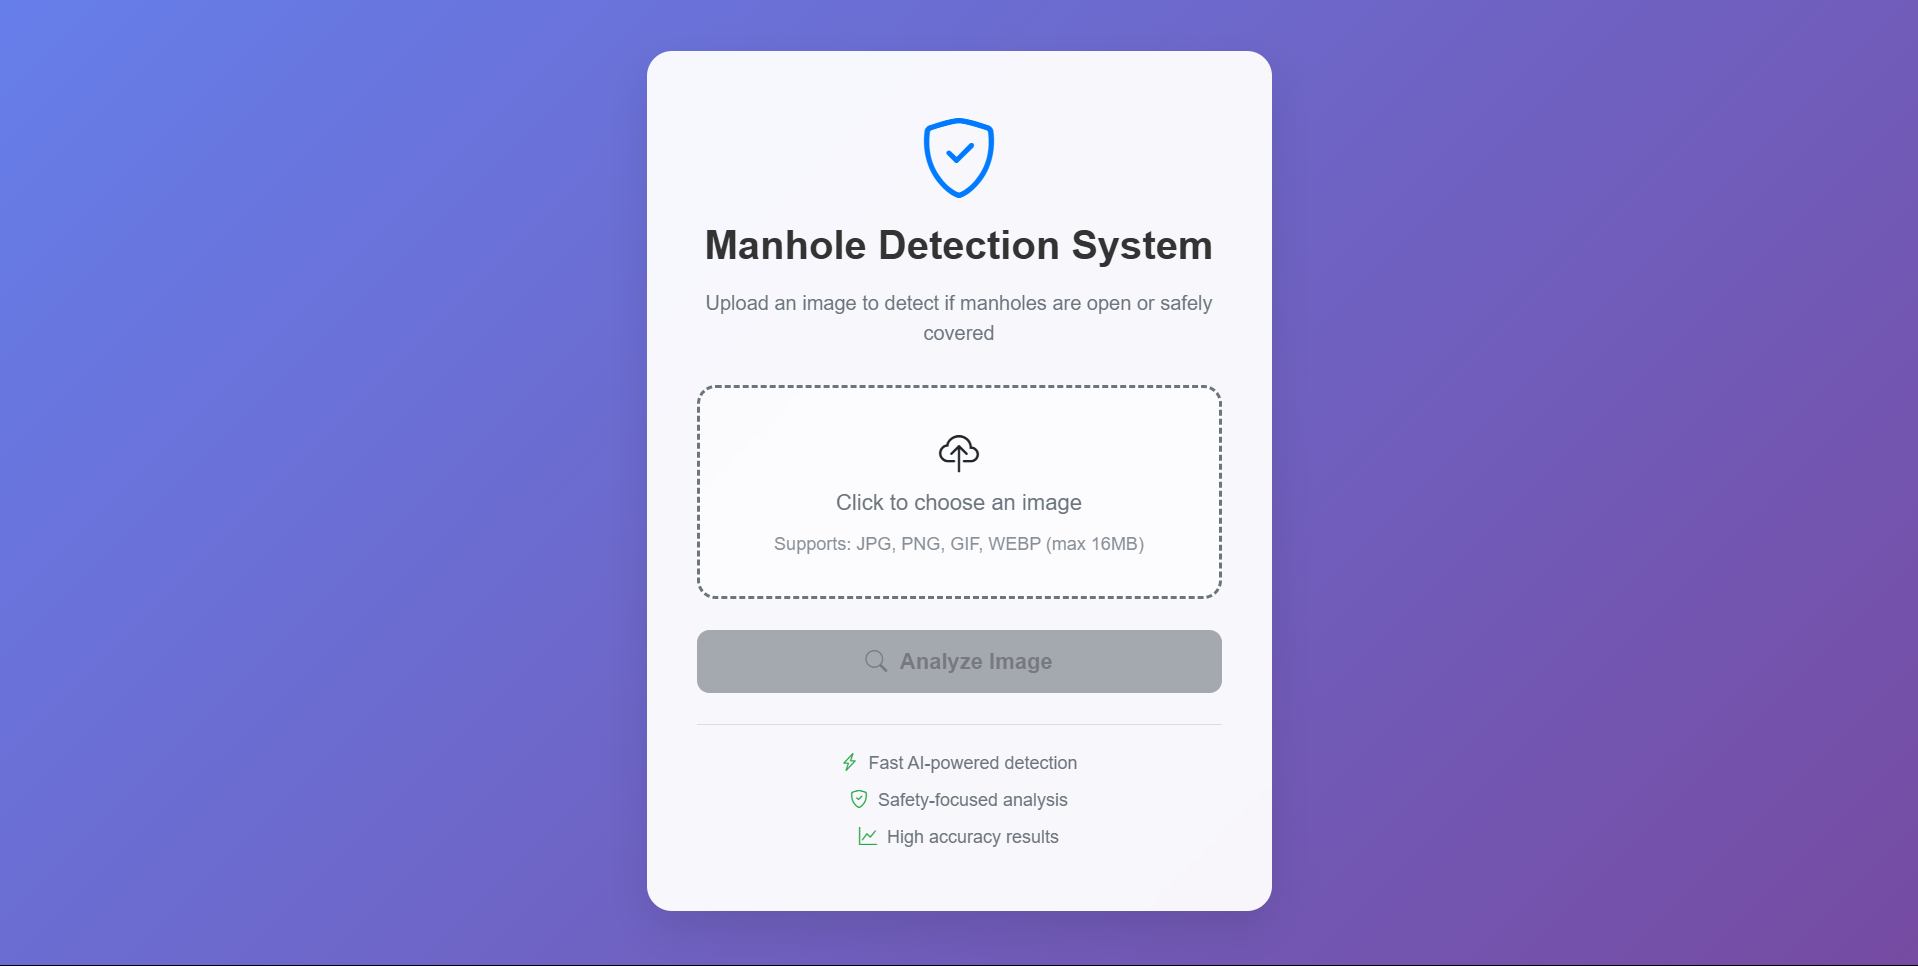 Manhole Detection System
Upload an image to detect if manholes are open or safely
covered
Click to choose an image
Supports: JPG, PNG, GIF, WEBP (max 16MB)
Analyze Image
Fast AI-powered detection
Safety-focused analysis
High accuracy results